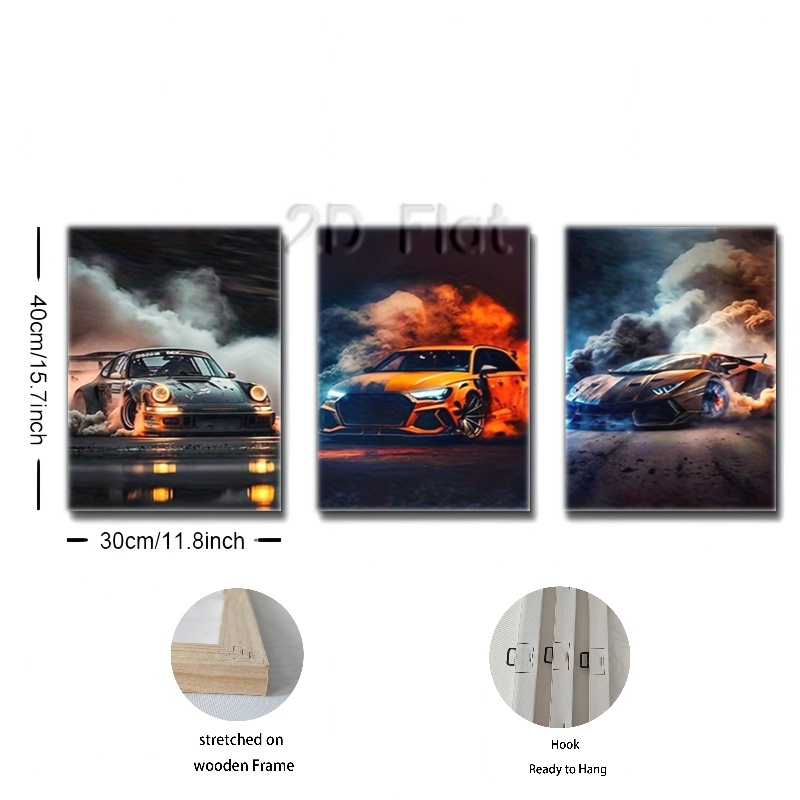 2D Flat
40cm/15.7inch
30cm/11.8inch
stretched on
wooden Frame
Hook
Ready to Hang